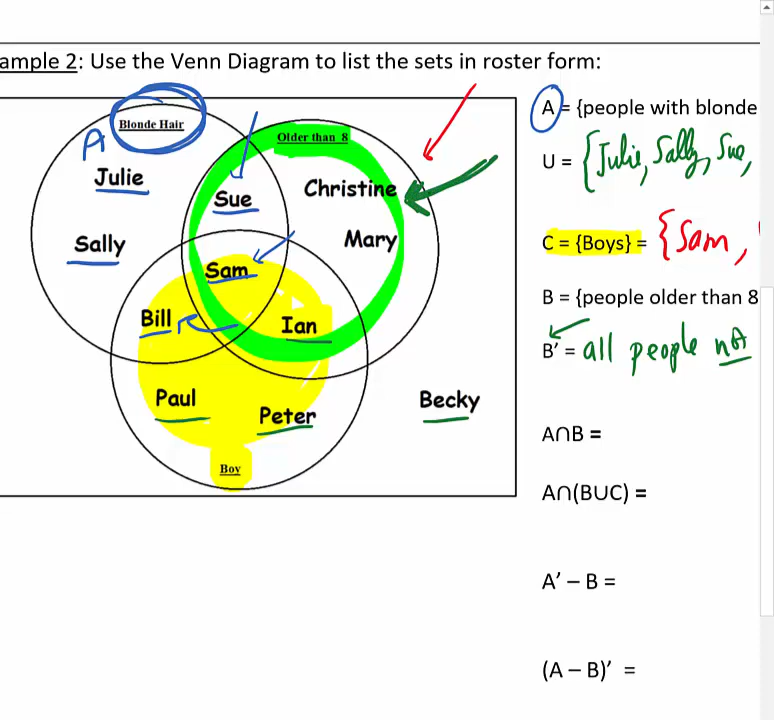 ample 2: Use the Venn Diagram to list the sets in roster form:
Blonde Hair
A
Older than 8
Julie
Sue
Christine
Sally
Mary
Sam
Bill
Ian
Paul
Peter
Becky
Boy
A = {people with blonde
U = {Julie, Sally, Sue,
C = {Boys} = {Sam,
B = {people older than 8
B′ = all people not
A∩B =
A∩(B∪C) =
A′ – B =
(A – B)′ =